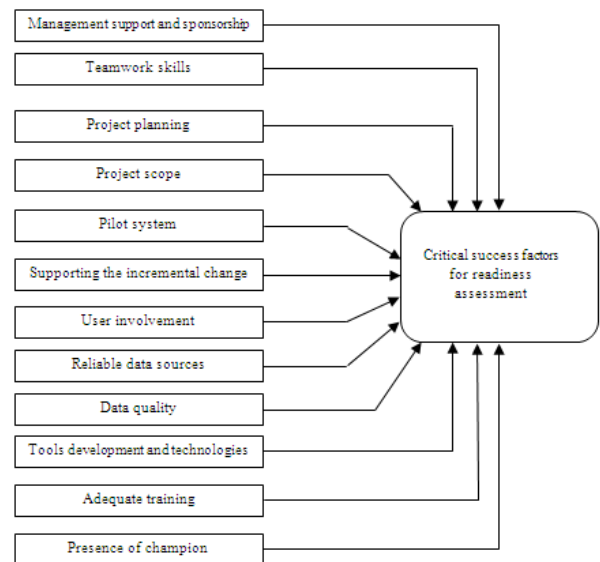 Management support and sponsorship
Teamwork skills
Project planning
Project scope
Pilot system
Supporting the incremental change
User involvement
Reliable data sources
Data quality
Tools development and technologies
Adequate training
Presence of champion
Critical success factors
for readiness
assessment